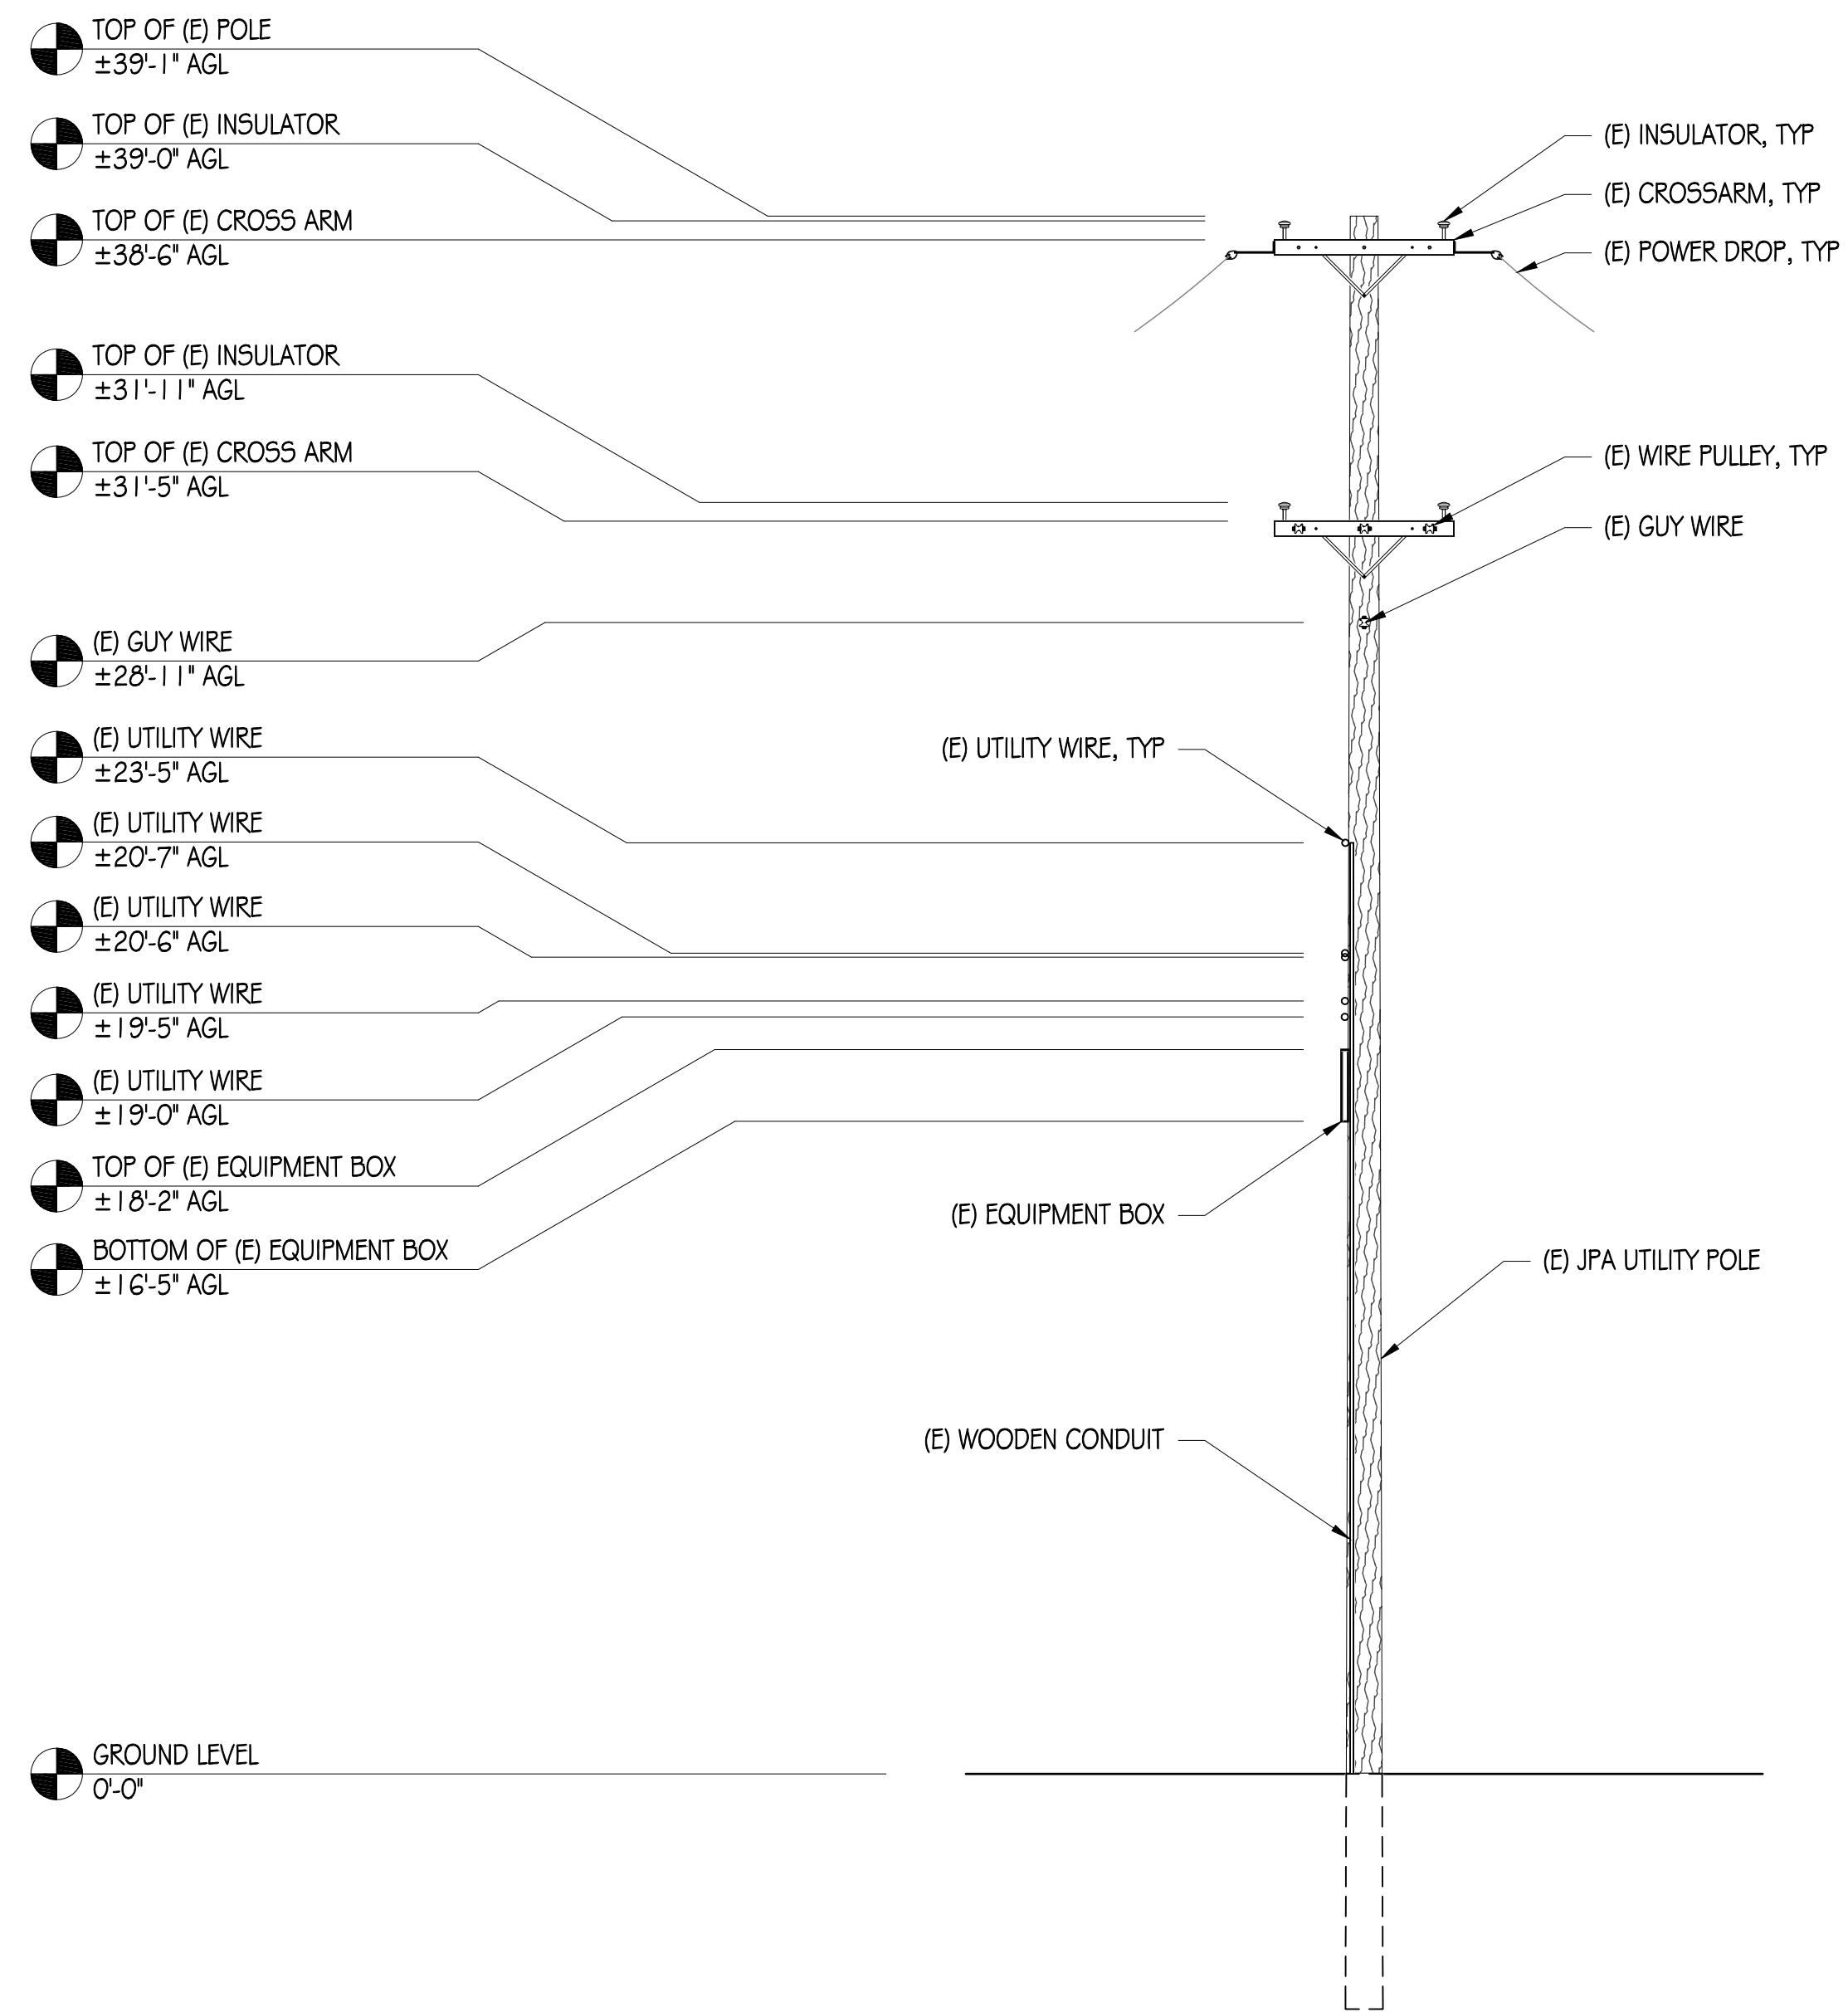 TOP OF (E) POLE
±39'-1" AGL
TOP OF (E) INSULATOR
±39'-0" AGL
TOP OF (E) CROSS ARM
±38'-6" AGL
TOP OF (E) INSULATOR
±31'-11" AGL
TOP OF (E) CROSS ARM
±31'-5" AGL
(E) GUY WIRE
±28'-11" AGL
(E) UTILITY WIRE
±23'-5" AGL
(E) UTILITY WIRE
±20'-7" AGL
(E) UTILITY WIRE
±20'-6" AGL
(E) UTILITY WIRE
±19'-5" AGL
(E) UTILITY WIRE
±19'-0" AGL
TOP OF (E) EQUIPMENT BOX
±18'-2" AGL
BOTTOM OF (E) EQUIPMENT BOX
±16'-5" AGL
GROUND LEVEL
0'-0"
(E) UTILITY WIRE, TYP
(E) EQUIPMENT BOX
(E) WOODEN CONDUIT
(E) INSULATOR, TYP
(E) CROSSARM, TYP
(E) POWER DROP, TYP
(E) WIRE PULLEY, TYP
(E) GUY WIRE
(E) JPA UTILITY POLE